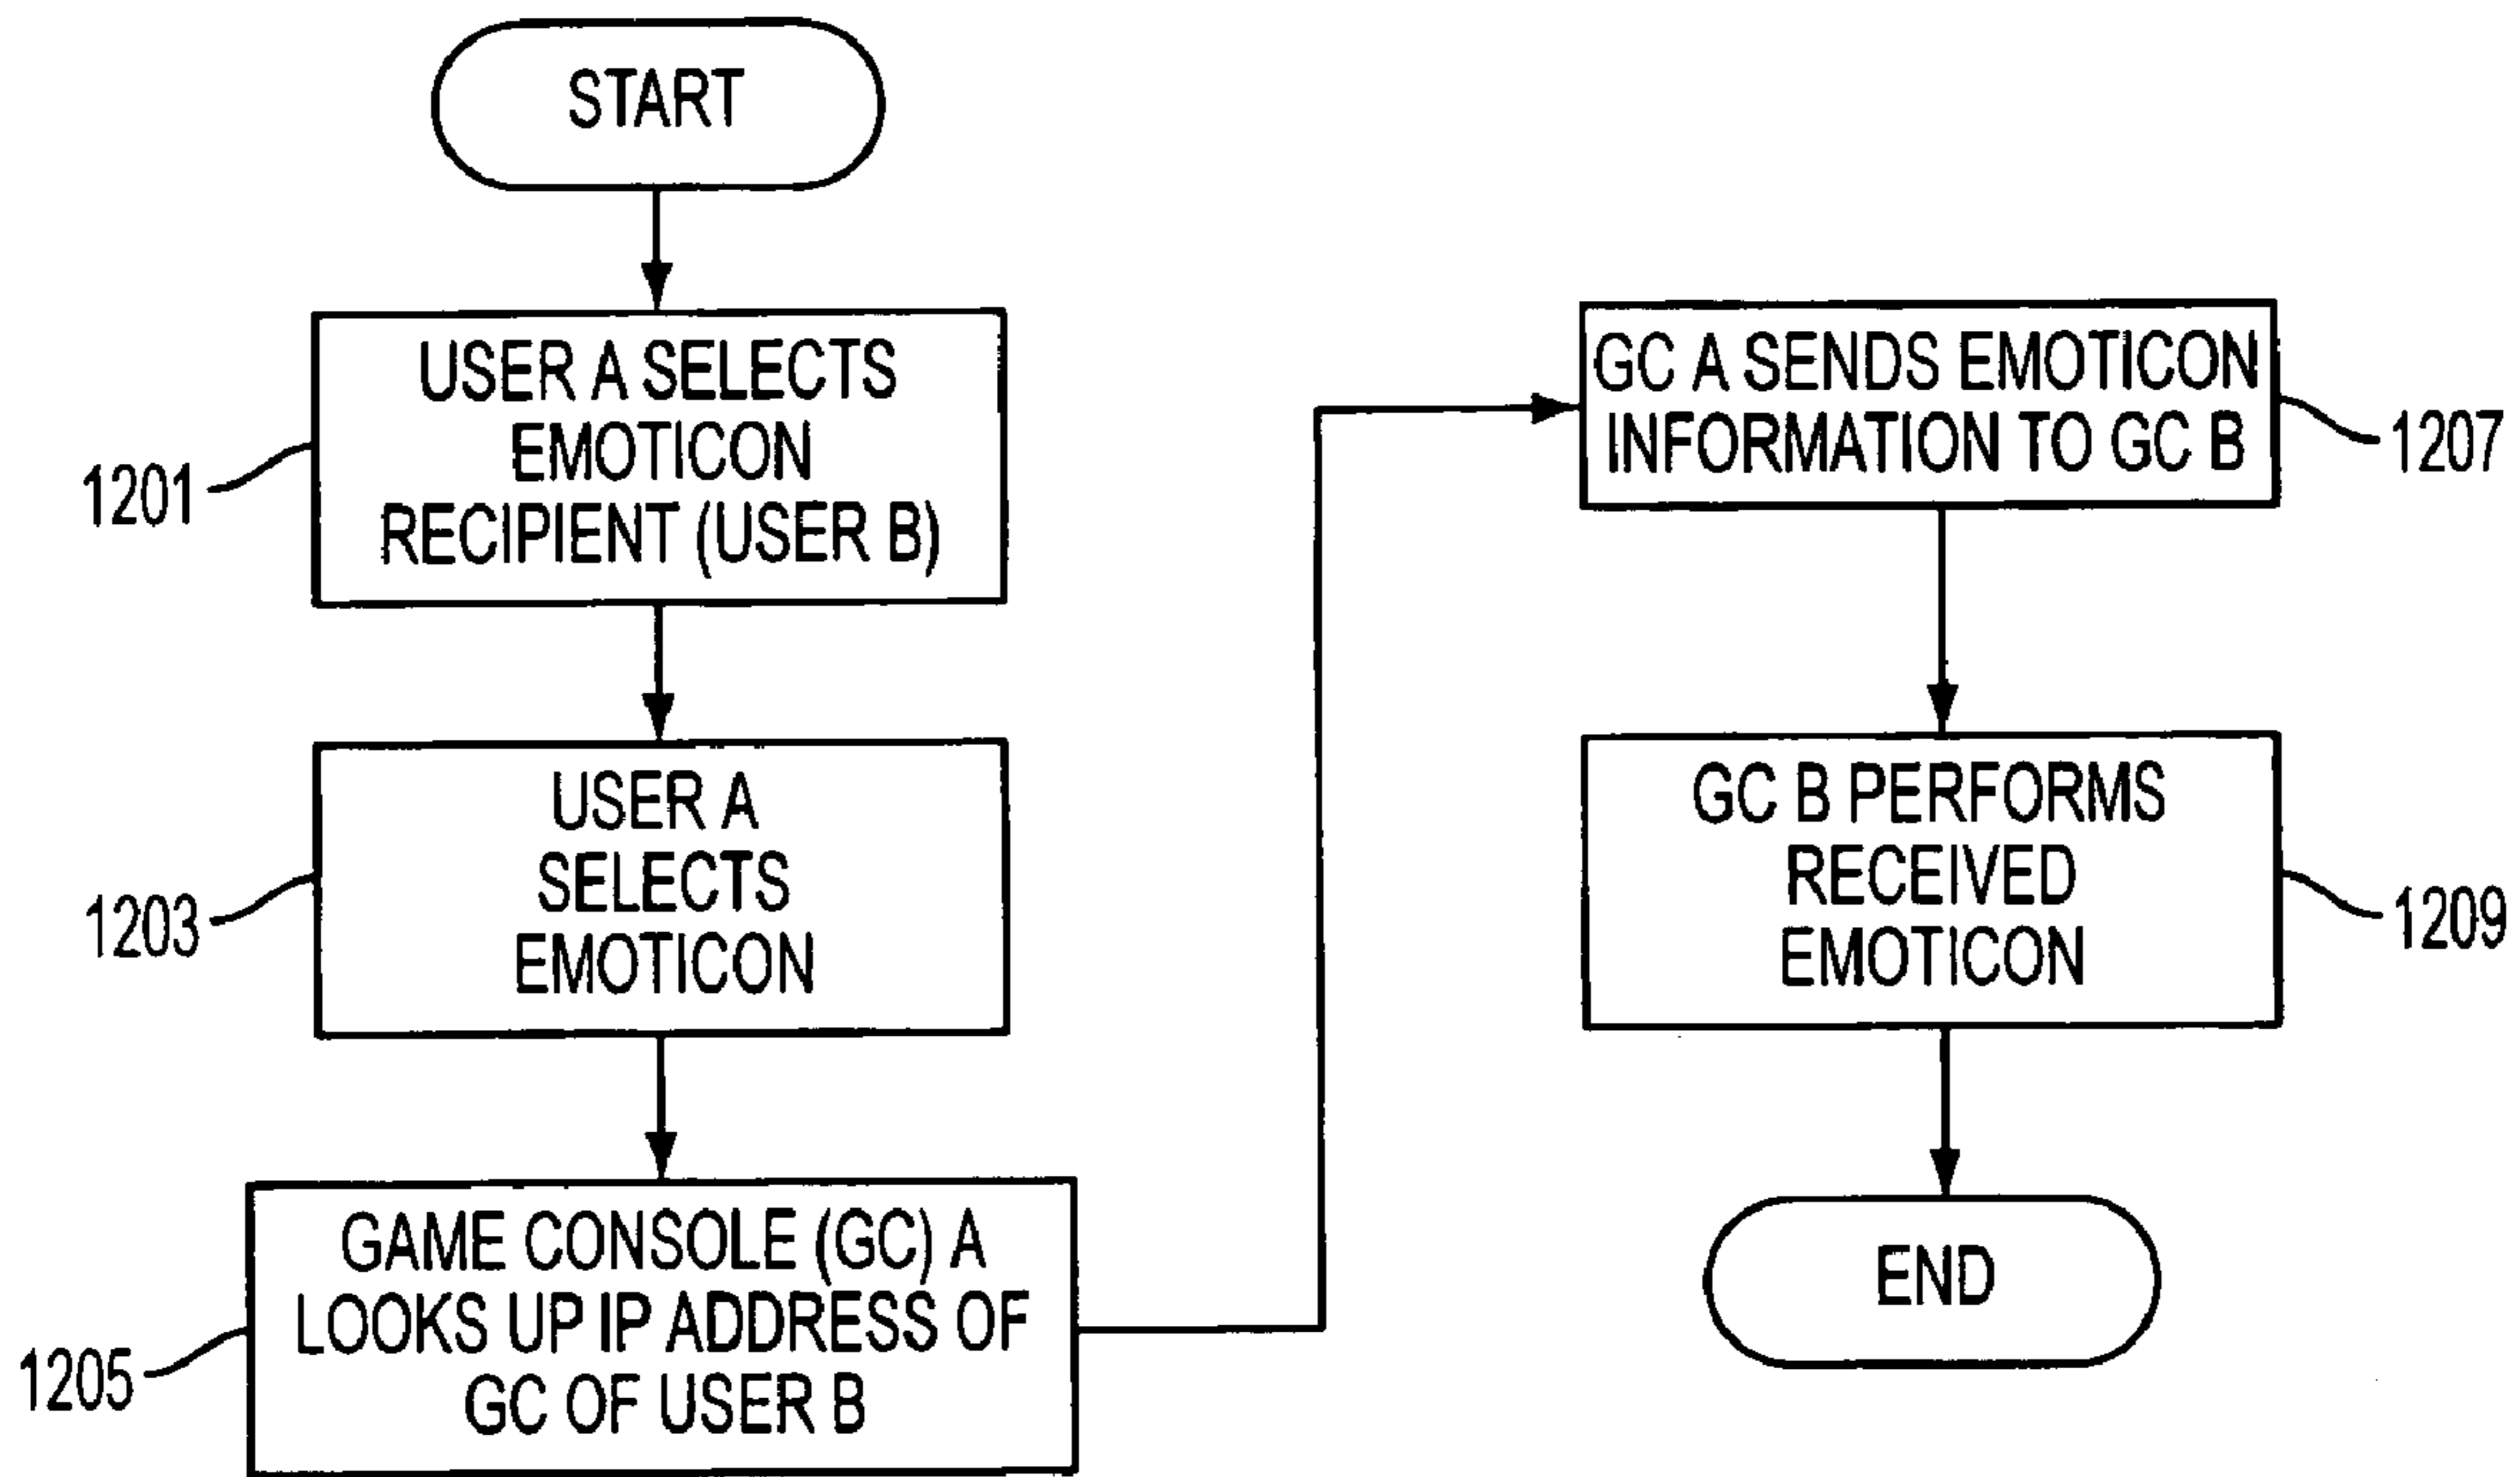 START
USER A SELECTS
EMOTICON
RECIPIENT (USER B)
1201
USER A
SELECTS
EMOTICON
1203
GAME CONSOLE (GC) A
LOOKS UP IP ADDRESS OF
GC OF USER B
1205
GC A SENDS EMOTICON
INFORMATION TO GC B
1207
GC B PERFORMS
RECEIVED
EMOTICON
1209
END